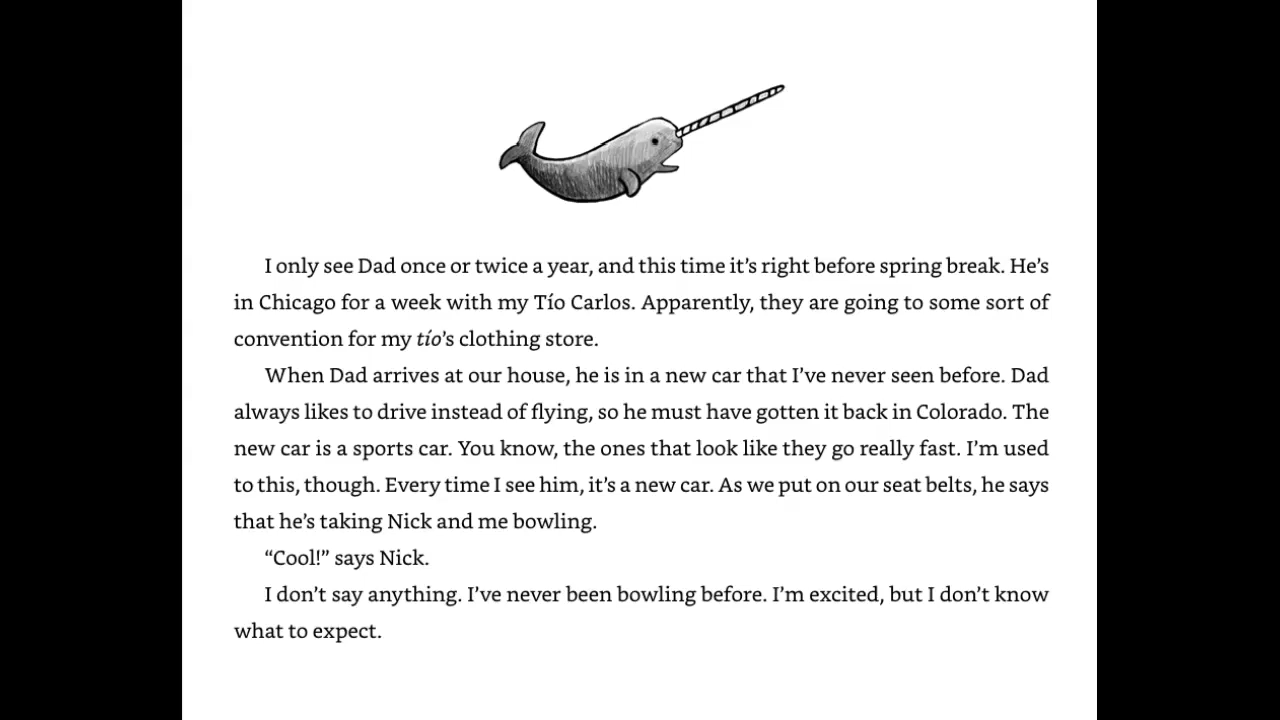 I only see Dad once or twice a year, and this time it’s right before spring break. He’s
in Chicago for a week with my Tío Carlos. Apparently, they are going to some sort of
convention for my tío’s clothing store.
When Dad arrives at our house, he is in a new car that I’ve never seen before. Dad
always likes to drive instead of flying, so he must have gotten it back in Colorado. The
new car is a sports car. You know, the ones that look like they go really fast. I’m used
to this, though. Every time I see him, it’s a new car. As we put on our seat belts, he says
that he’s taking Nick and me bowling.
“Cool!” says Nick.
I don’t say anything. I’ve never been bowling before. I’m excited, but I don’t know
what to expect.